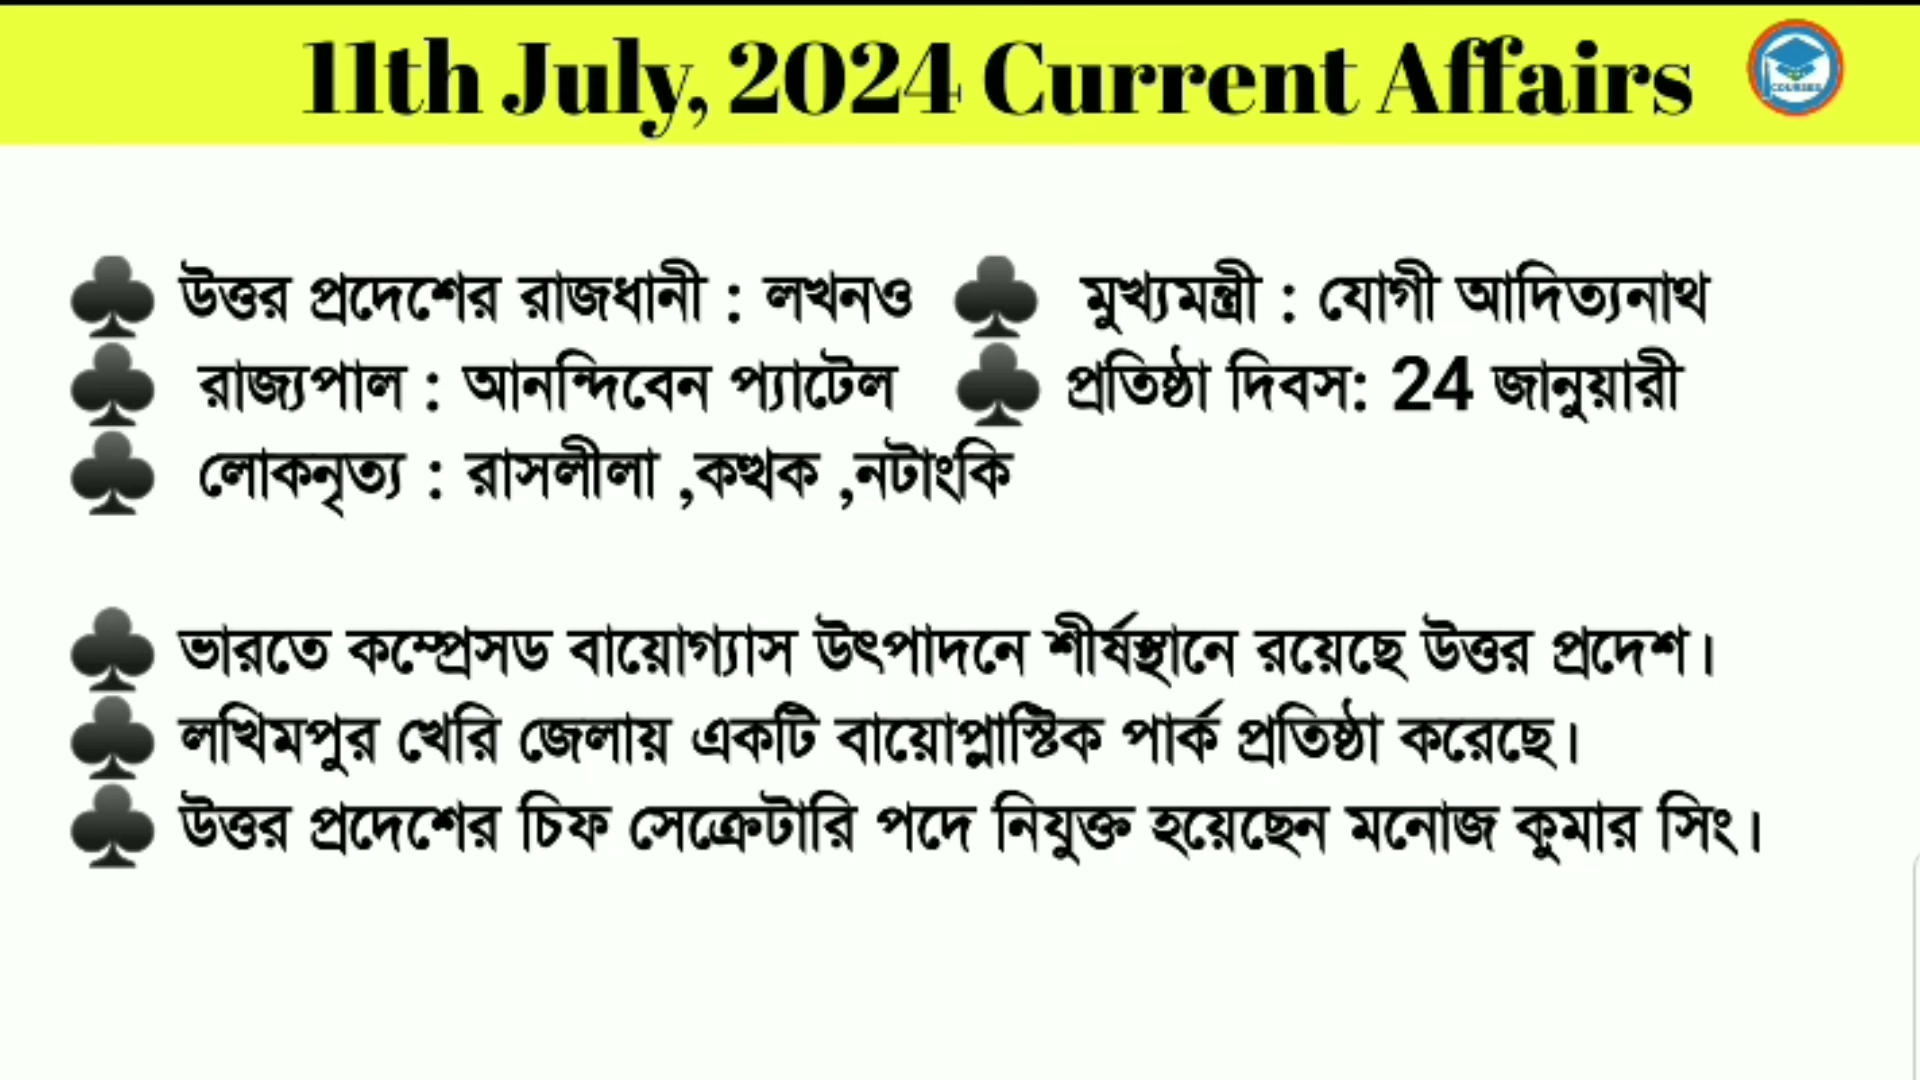 11th July, 2024 Current Affairs
COURSES
♣ উত্তর প্রদেশের রাজধানী : লখনও ♣ মুখ্যমন্ত্রী : যোগী আদিত্যনাথ
♣ রাজ্যপাল : আনন্দিবেন প্যাটেল ♣ প্রতিষ্ঠা দিবস: 24 জানুয়ারী
♣ লোকনৃত্য : রাসলীলা ,কত্থক ,নটাংকি
♣ ভারতে কম্প্রেসড বায়োগ্যাস উৎপাদনে শীর্ষস্থানে রয়েছে উত্তর প্রদেশ।
♣ লখিমপুর খেরি জেলায় একটি বায়োপ্লাস্টিক পার্ক প্রতিষ্ঠা করেছে।
♣ উত্তর প্রদেশের চিফ সেক্রেটারি পদে নিযুক্ত হয়েছেন মনোজ কুমার সিং।